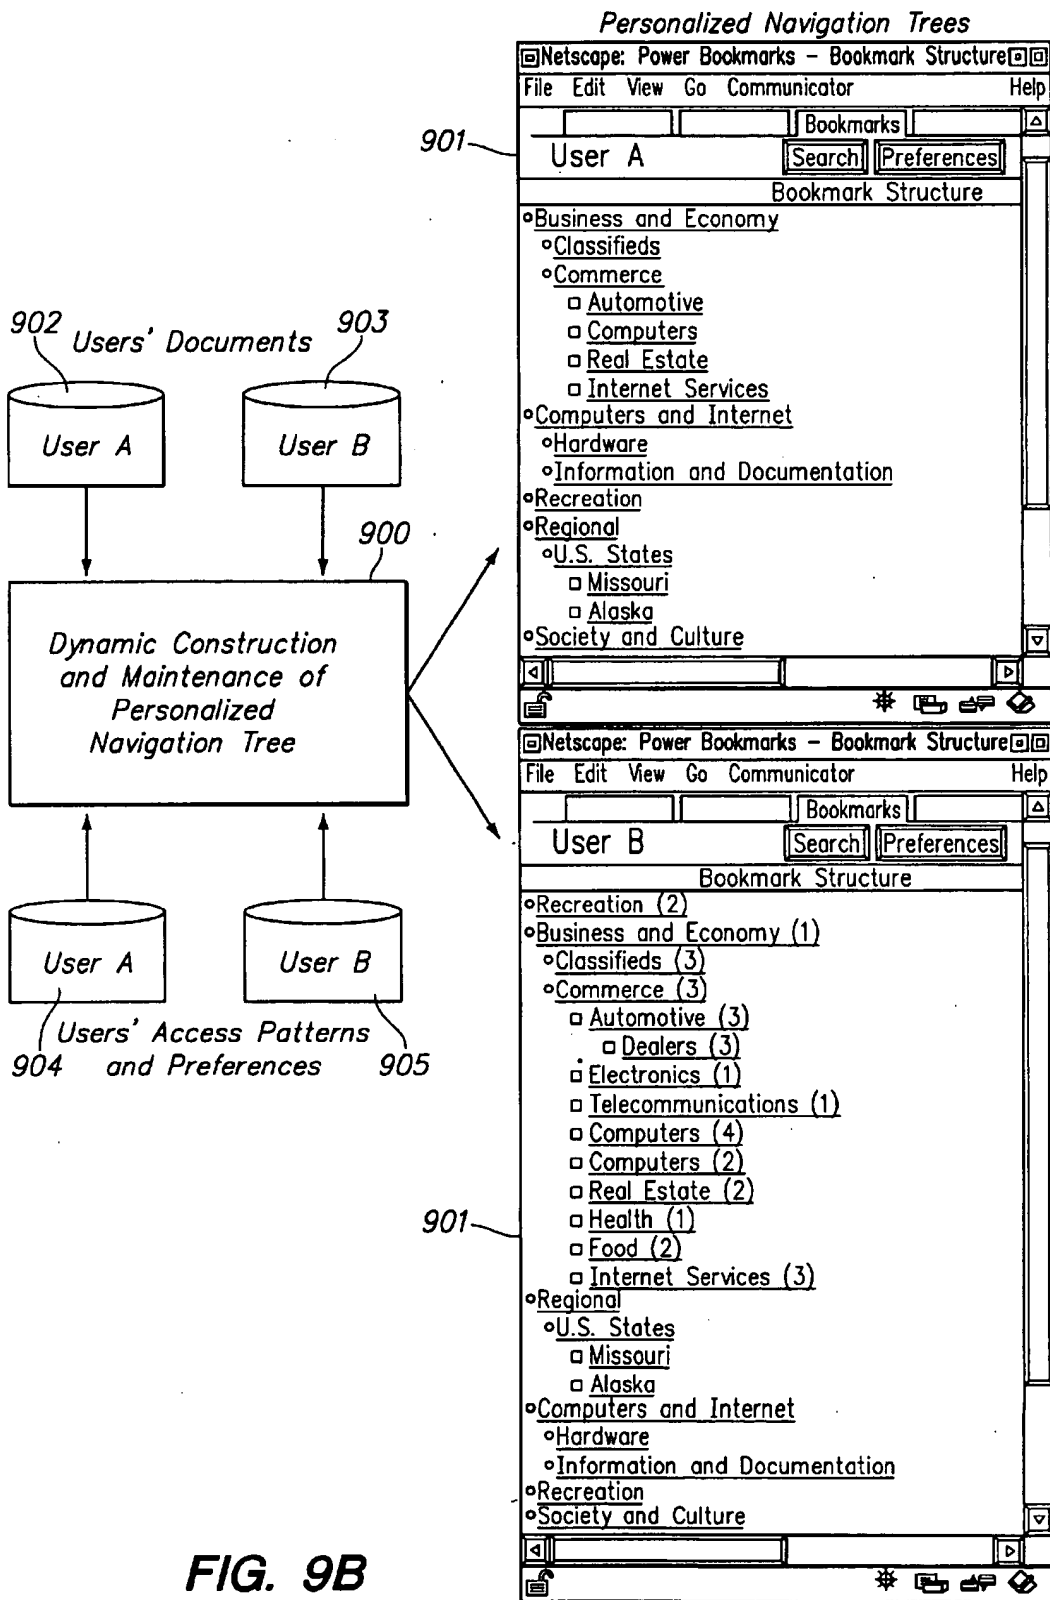 Personalized Navigation Trees
Netscape: Power Bookmarks - Bookmark Structure
File Edit View Go Communicator Help
Bookmarks
901
User A Search Preferences
Bookmark Structure
Business and Economy
Classifieds
Commerce
Automotive
Computers
Real Estate
Internet Services
Computers and Internet
Hardware
Information and Documentation
Recreation
Regional
U.S. States
Missouri
Alaska
Society and Culture
902 903
Users' Documents
User A User B
900
Dynamic Construction
and Maintenance of
Personalized
Navigation Tree
User A User B
Users' Access Patterns
904 and Preferences 905
Netscape: Power Bookmarks - Bookmark Structure
File Edit View Go Communicator Help
Bookmarks
User B Search Preferences
Bookmark Structure
Recreation (2)
Business and Economy (1)
Classifieds (3)
Commerce (3)
Automotive (3)
Dealers (3)
Electronics (1)
Telecommunications (1)
Computers (4)
Computers (2)
Real Estate (2)
901
Health (1)
Food (2)
Internet Services (3)
Regional
U.S. States
Missouri
Alaska
Computers and Internet
Hardware
Information and Documentation
Recreation
Society and Culture
FIG. 9B